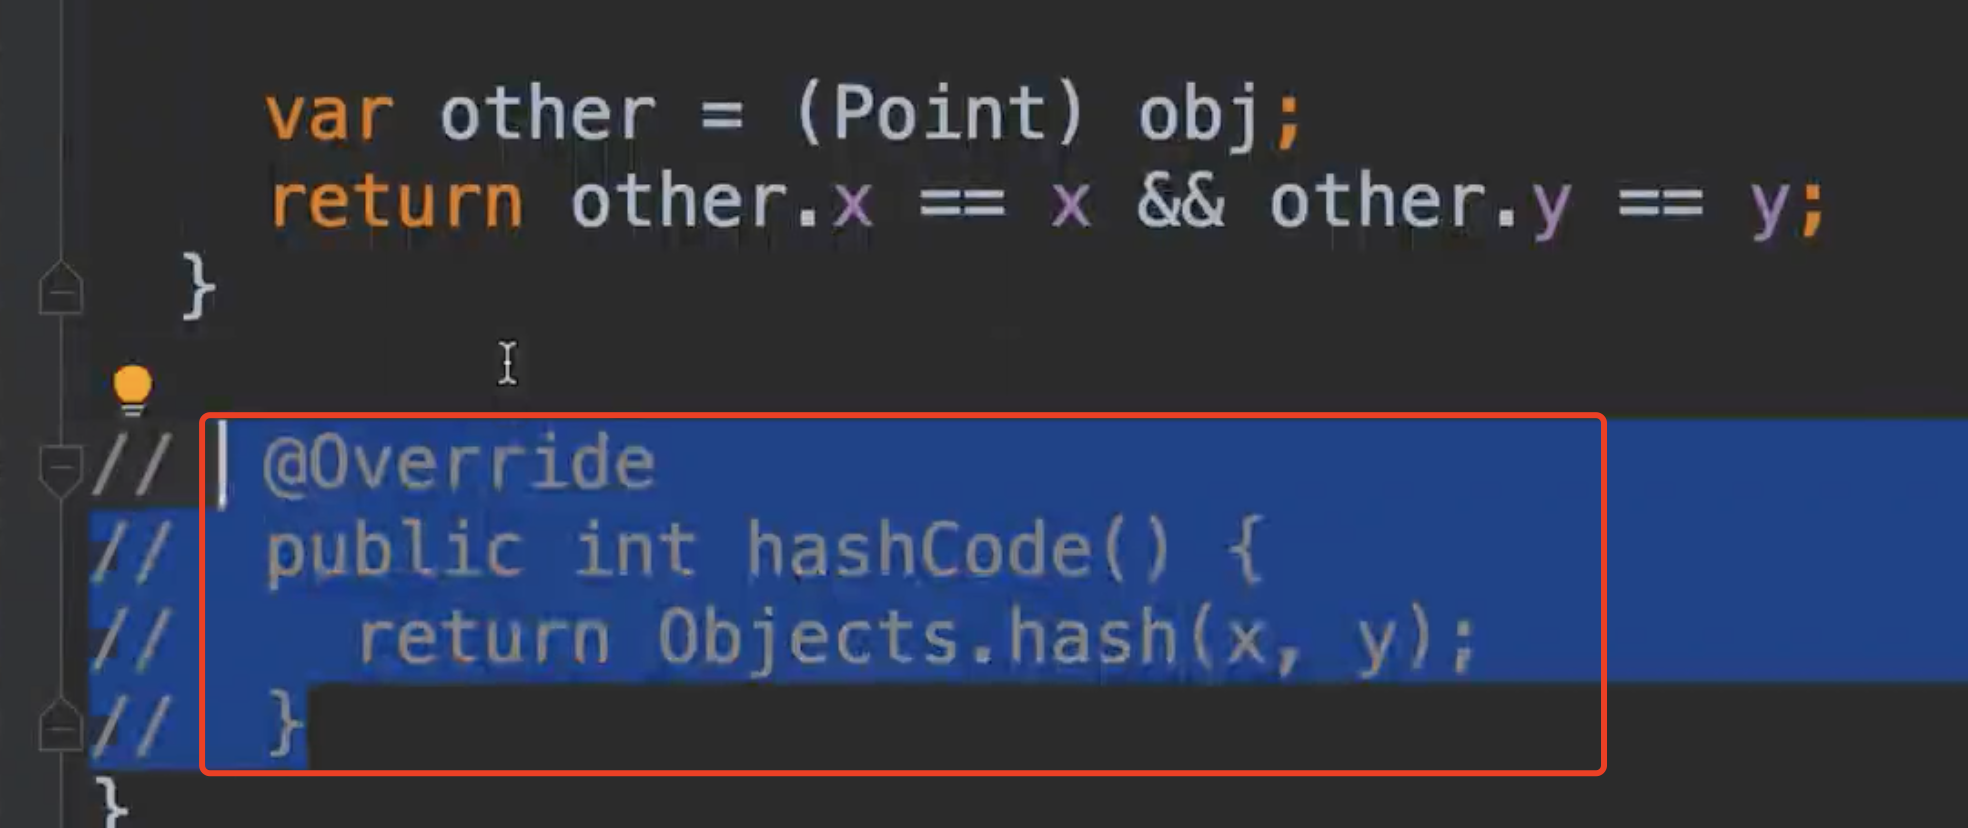 var other = (Point) obj;
return other.x == x && other.y == y;
}
// @Override
// public int hashCode() {
// return Objects.hash(x, y);
// }
}